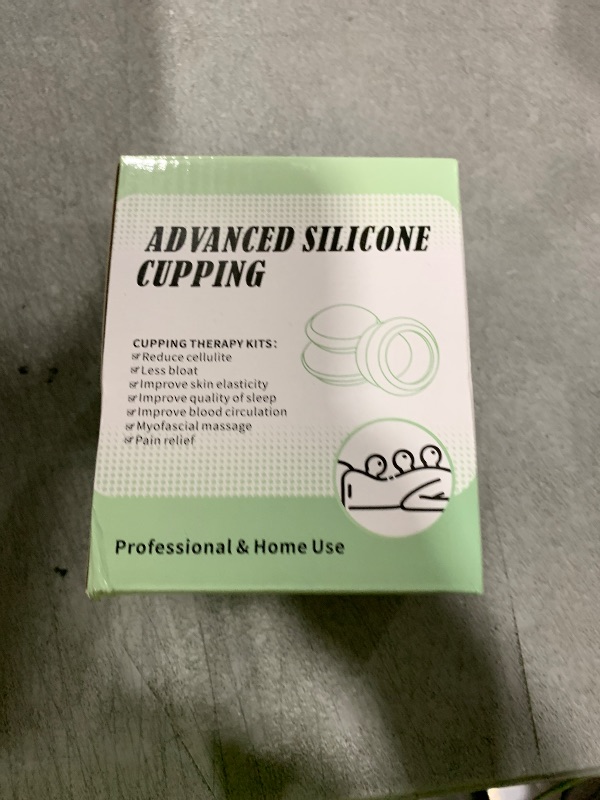 ADVANCED SILICONE
CUPPING
CUPPING THERAPY KITS:
Reduce cellulite
Less bloat
Improve skin elasticity
Improve quality of sleep
Improve blood circulation
Myofascial massage
Pain relief
Professional & Home Use